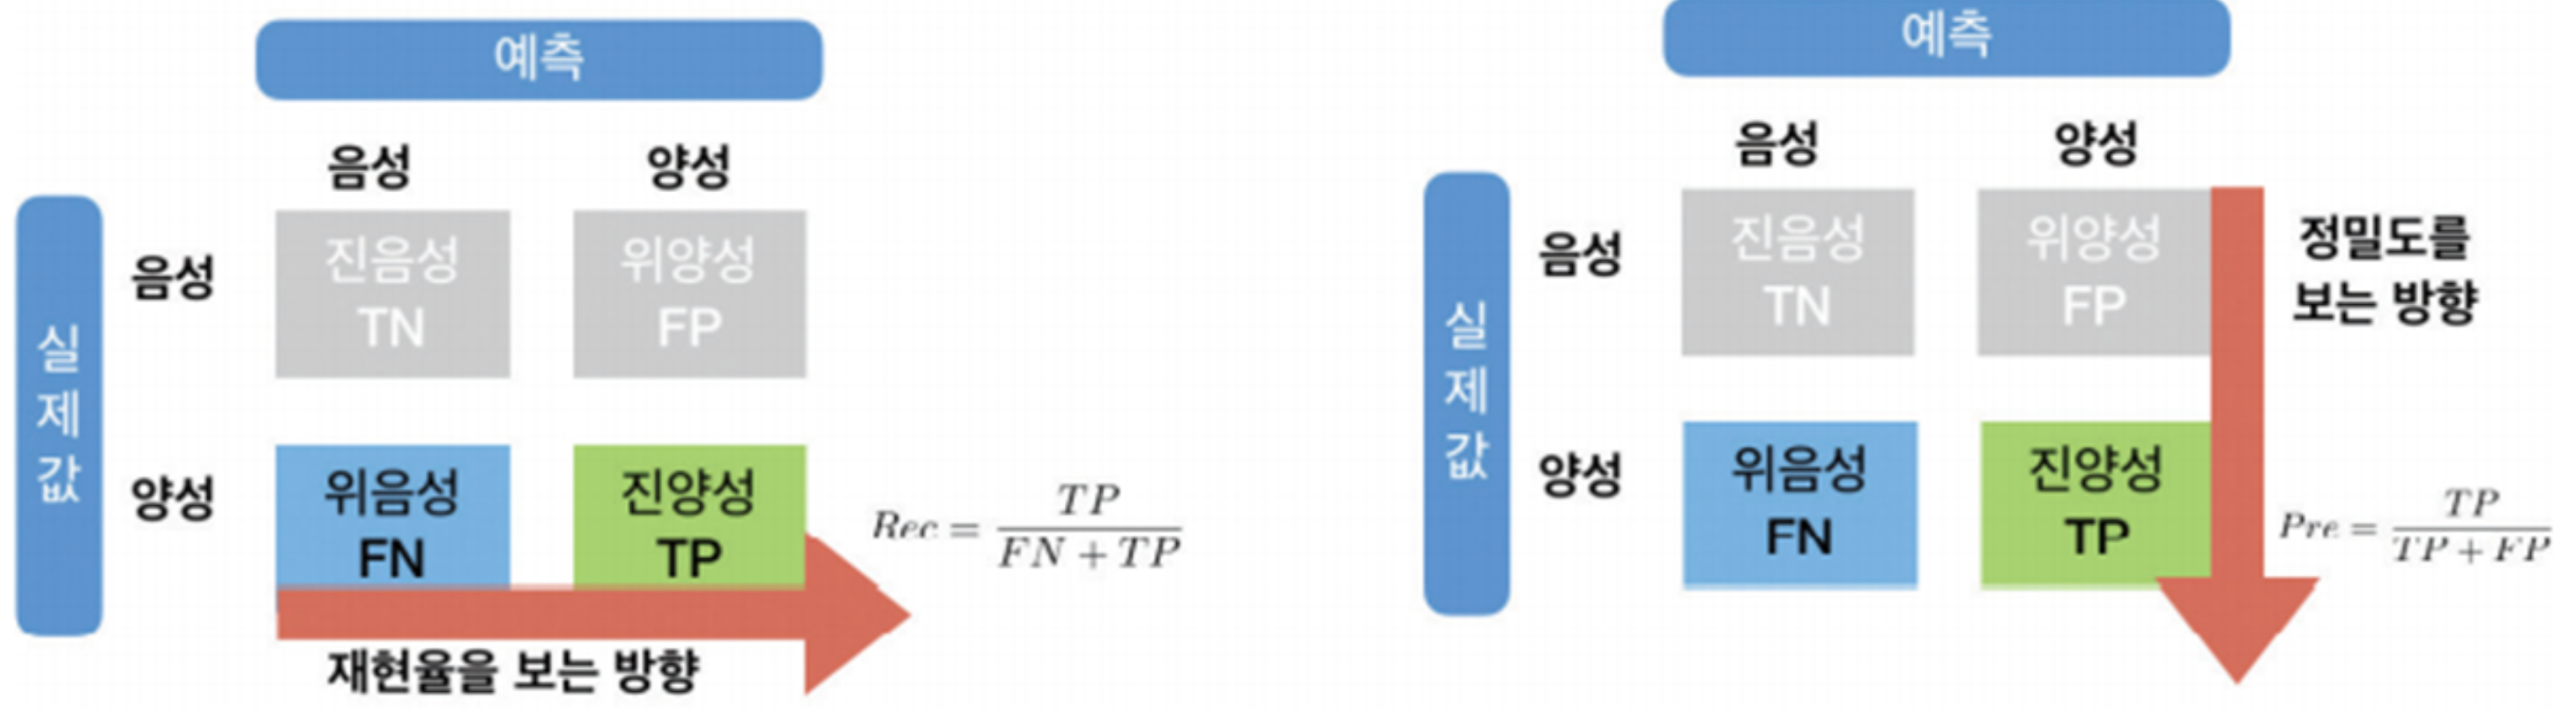 예측
음성 양성
실제값
음성
진음성
TN
위양성
FP
양성
위음성
FN
진양성
TP
Rec = TP / (FN + TP)
재현율을 보는 방향
예측
음성 양성
실제값
음성
진음성
TN
위양성
FP
정밀도를
보는 방향
양성
위음성
FN
진양성
TP
Pre = TP / (TP + FP)